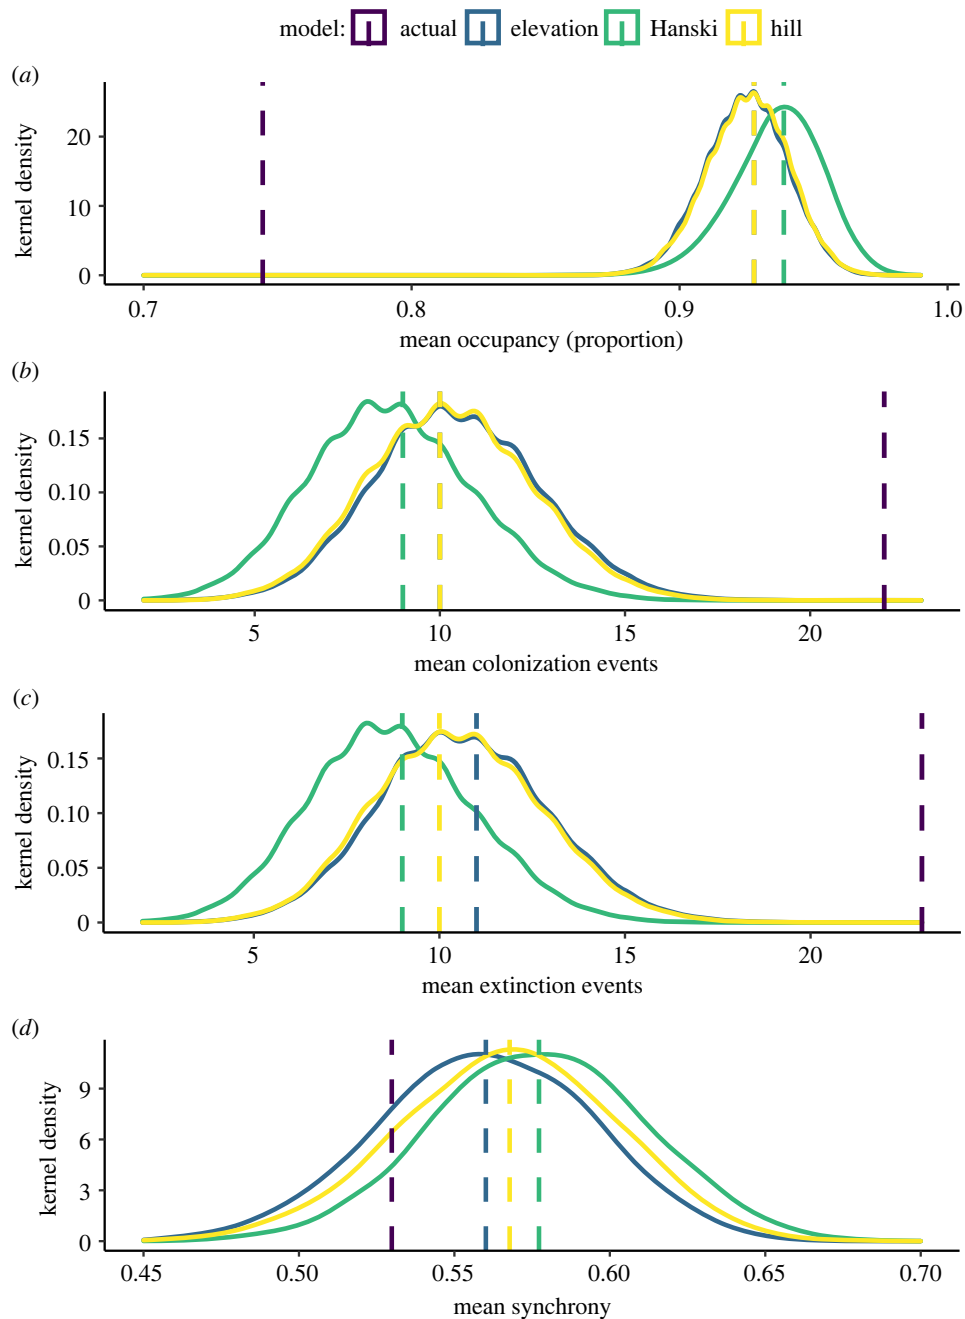 model: actual elevation Hanski hill
(a)
kernel density
20
10
0
0.7 0.8 0.9 1.0
mean occupancy (proportion)
(b)
kernel density
0.15
0.10
0.05
0
5 10 15 20
mean colonization events
(c)
kernel density
0.15
0.10
0.05
0
5 10 15 20
mean extinction events
(d)
kernel density
9
6
3
0
0.45 0.50 0.55 0.60 0.65 0.70
mean synchrony